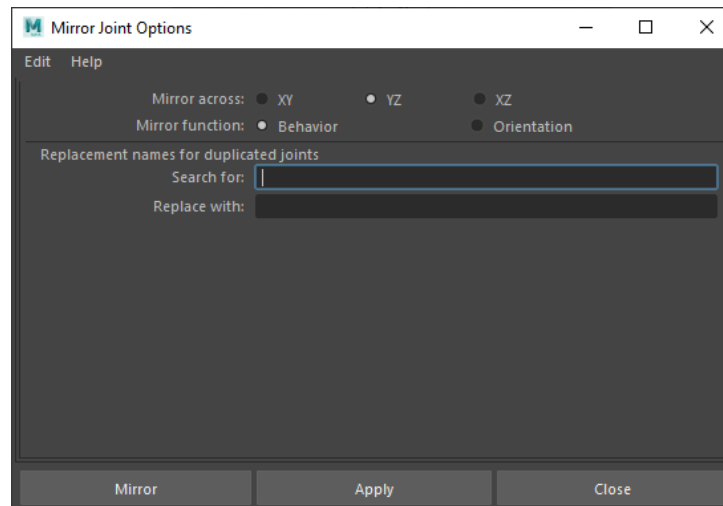 Mirror Joint Options
Edit Help
Mirror across: XY YZ XZ
Mirror function: Behavior Orientation
Replacement names for duplicated joints
Search for:
Replace with:
Mirror Apply Close